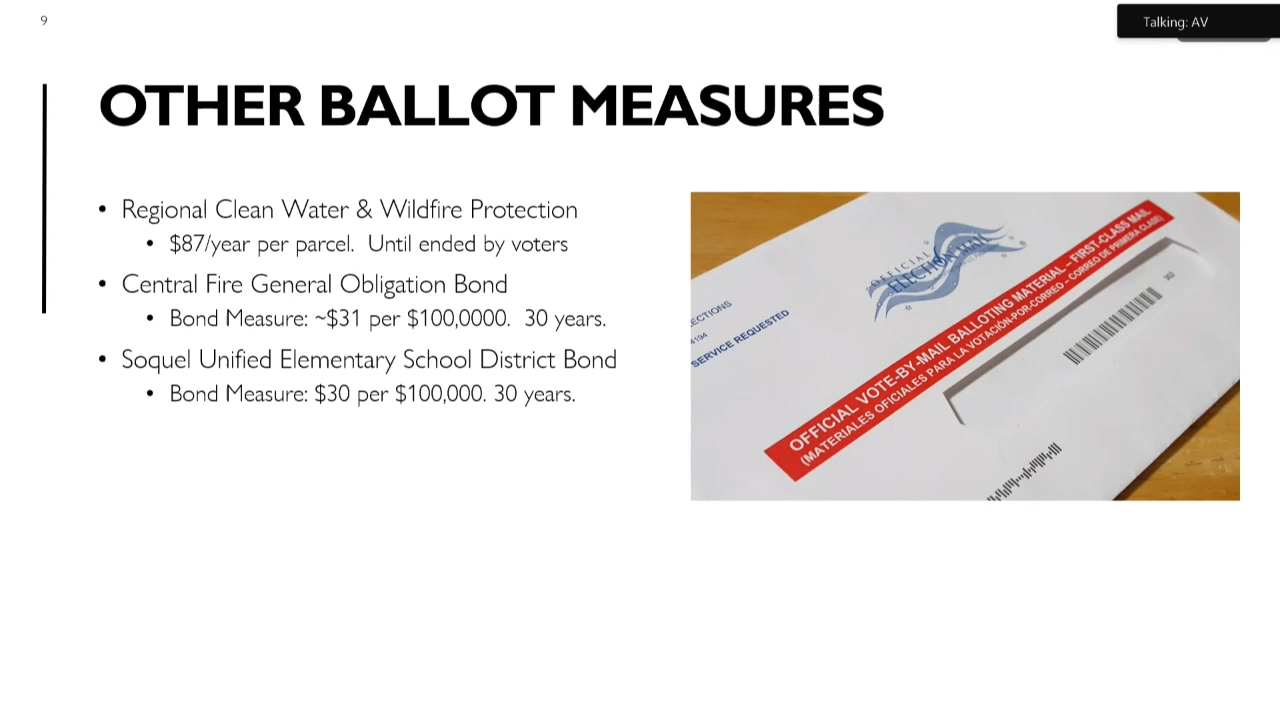 9
Talking: AV
OTHER BALLOT MEASURES
• Regional Clean Water & Wildfire Protection
• $87/year per parcel.  Until ended by voters
• Central Fire General Obligation Bond
• Bond Measure: ~$31 per $100,0000.  30 years.
• Soquel Unified Elementary School District Bond
• Bond Measure: $30 per $100,000. 30 years.
OFFICIAL
ELECTION MAIL
ECTIONS
SERVICE REQUESTED
OFFICIAL VOTE-BY-MAIL BALLOTING MATERIAL – FIRST-CLASS MAIL
(MATERIALES OFICIALES PARA LA VOTACIÓN-POR-CORREO – CORREO DE PRIMERA CLASE)